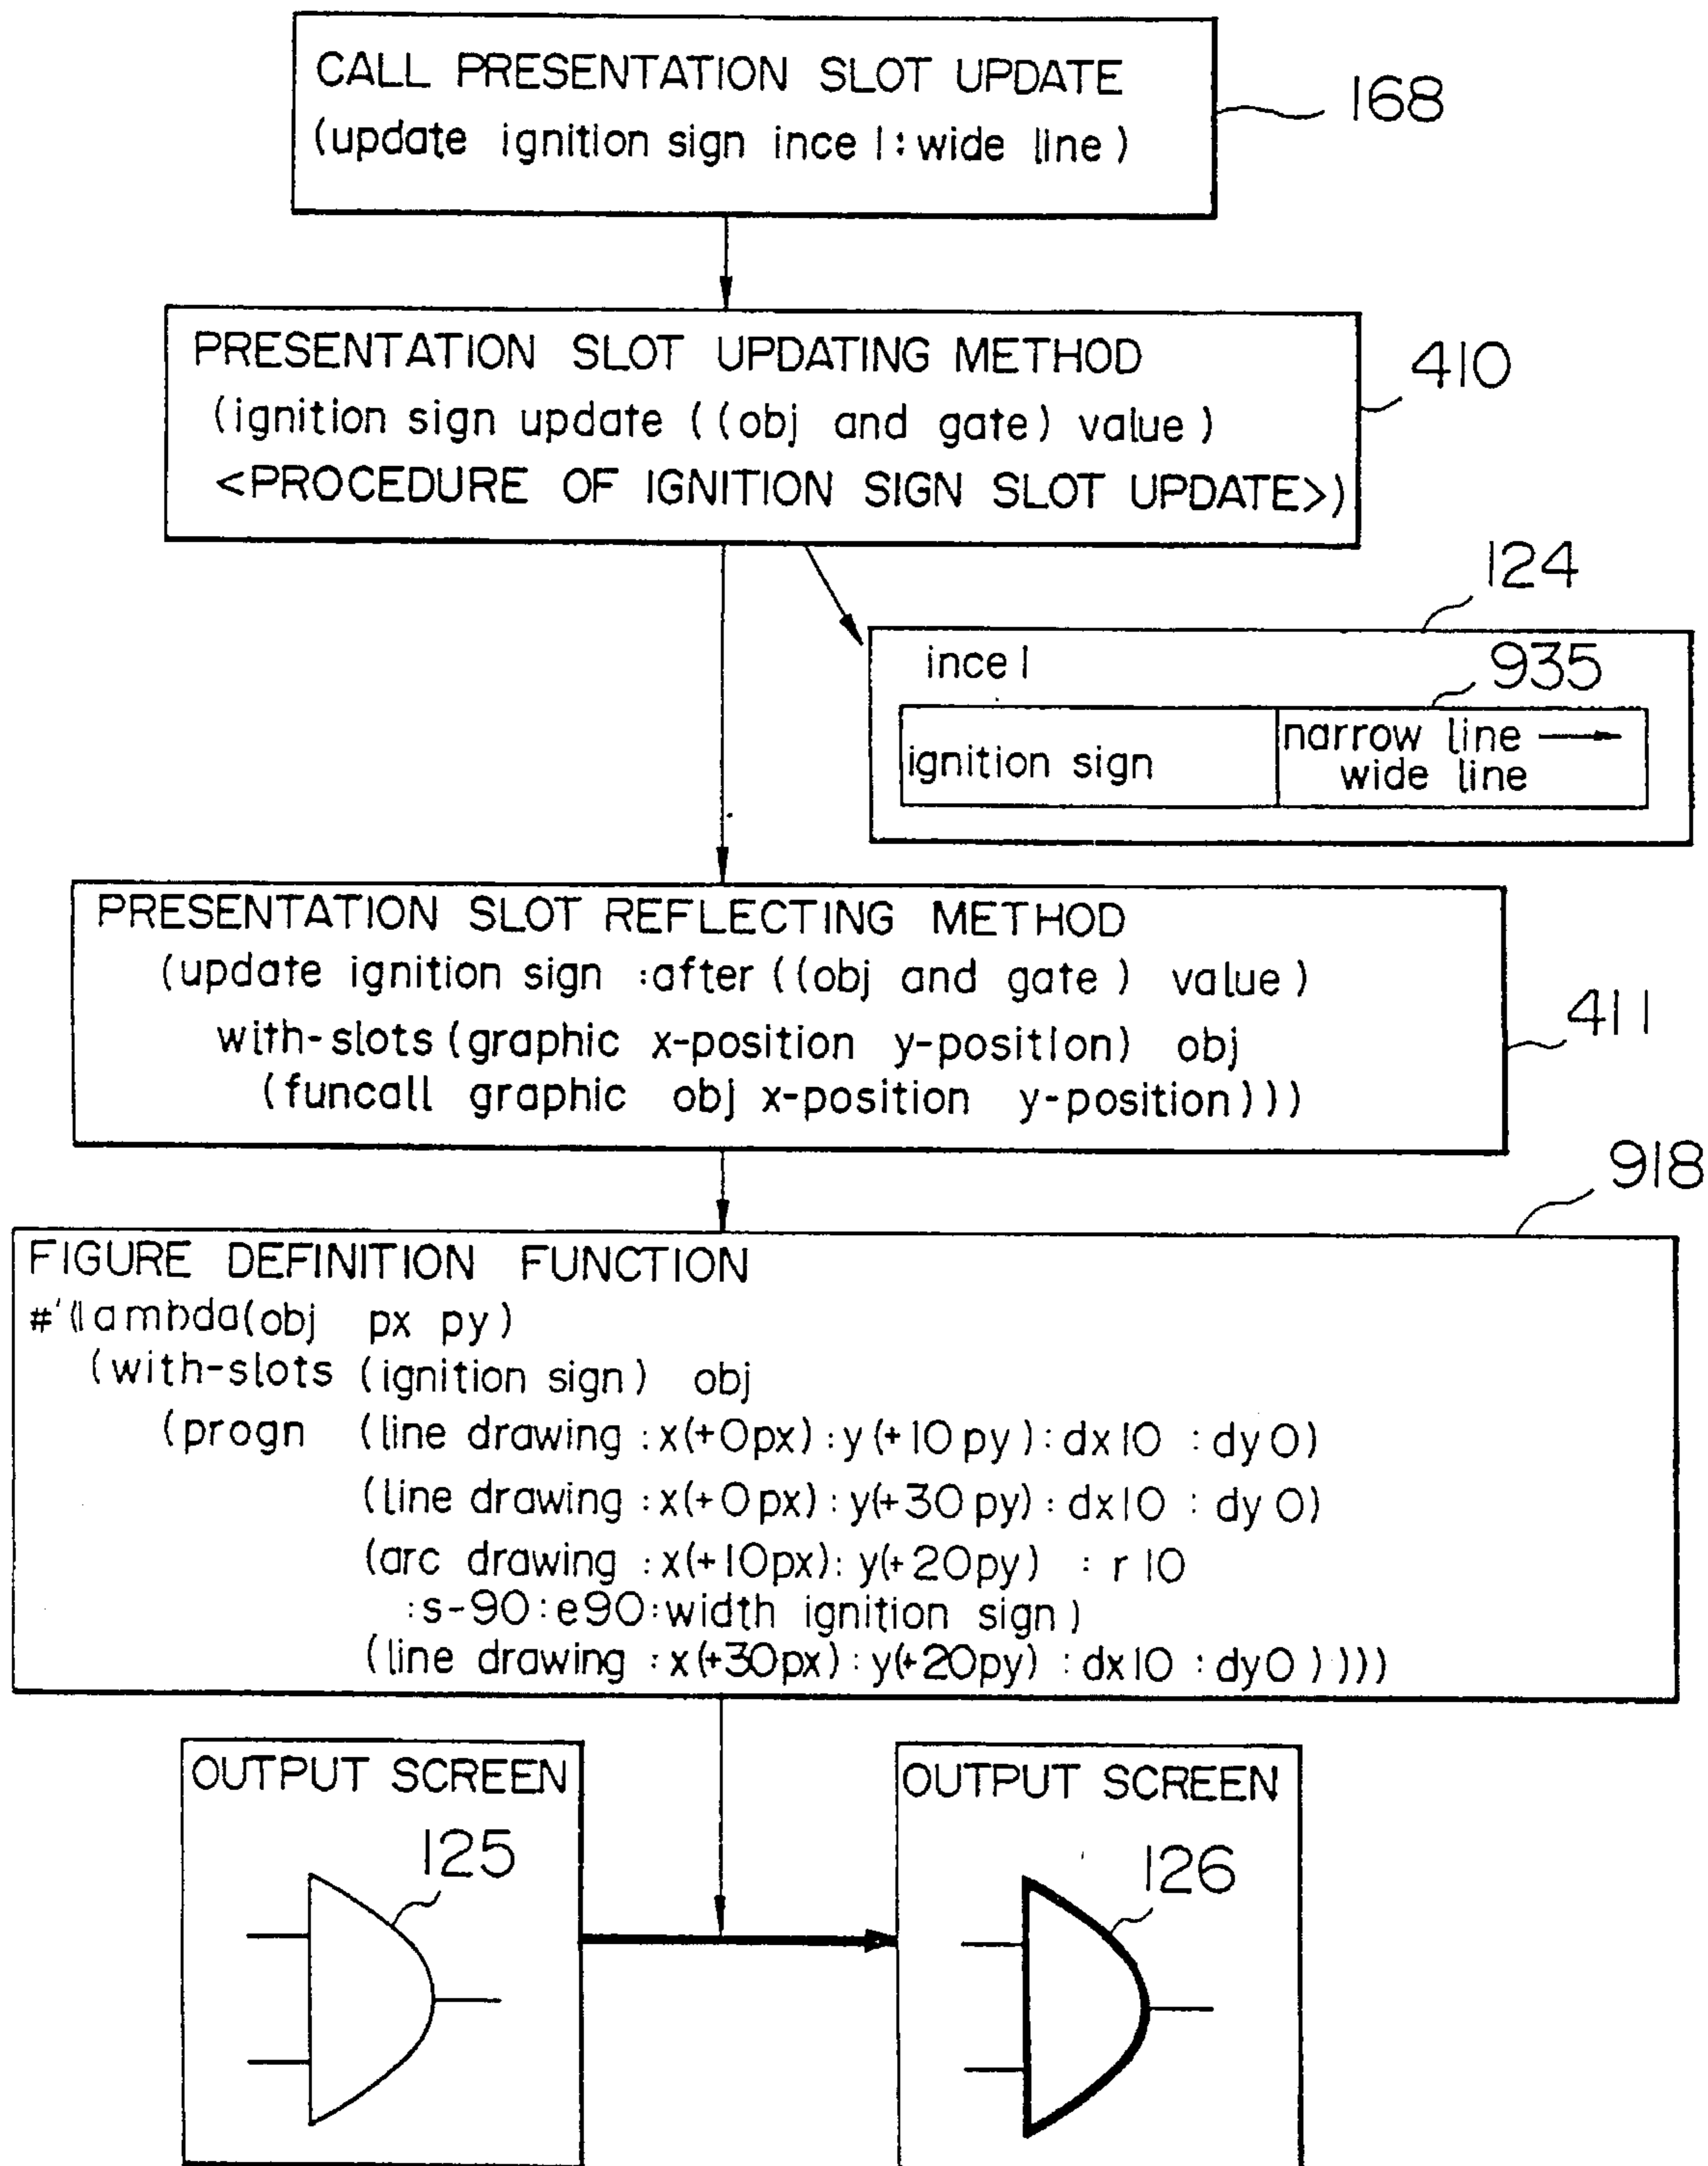 CALL PRESENTATION SLOT UPDATE
(update ignition sign ince 1:wide line)
168
PRESENTATION SLOT UPDATING METHOD
(ignition sign update ((obj and gate) value)
<PROCEDURE OF IGNITION SIGN SLOT UPDATE>)
410
124
ince 1
935
ignition sign
narrow line
wide line
PRESENTATION SLOT REFLECTING METHOD
(update ignition sign :after ((obj and gate) value)
with-slots (graphic x-position y-position) obj
(funcall graphic obj x-position y-position)))
411
918
FIGURE DEFINITION FUNCTION
#'(lambda(obj px py)
(with-slots (ignition sign) obj
(progn (line drawing :x(+0px) :y(+10py) :dx10 :dy0)
(line drawing :x(+0px) :y(+30py) :dx10 :dy0)
(arc drawing :x(+10px): y(+20py) :r10
:s-90:e90:width ignition sign)
(line drawing :x(+30px) :y(+20py) :dx10 :dy0))))
OUTPUT SCREEN
125
OUTPUT SCREEN
126